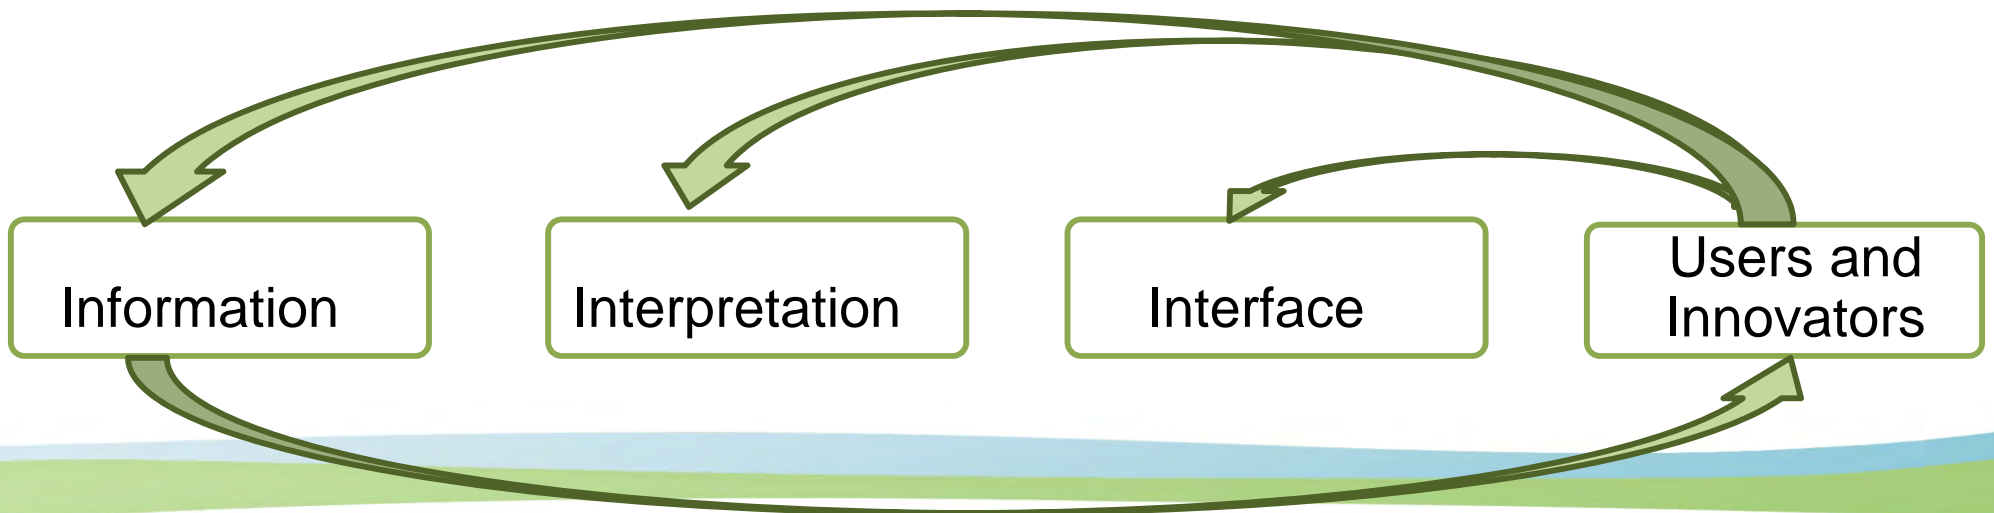 Information
Interpretation
Interface
Users and
Innovators